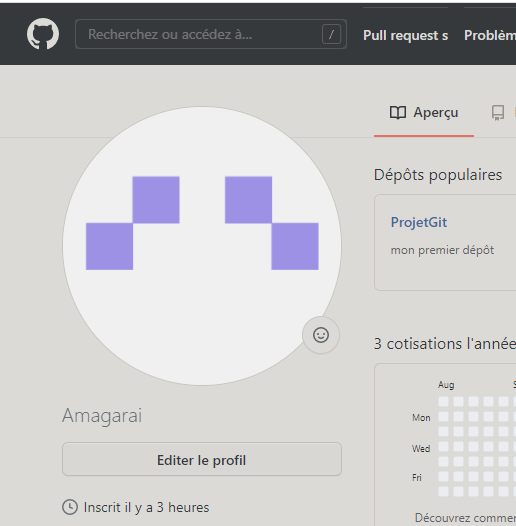 Recherchez ou accédez à...
/
Pull request s
Problèm
Aperçu
Dépôts populaires
ProjetGit
mon premier dépôt
3 cotisations l'année
Aug
Mon
Wed
Fri
Découvrez commer
Amagarai
Editer le profil
Inscrit il y a 3 heures